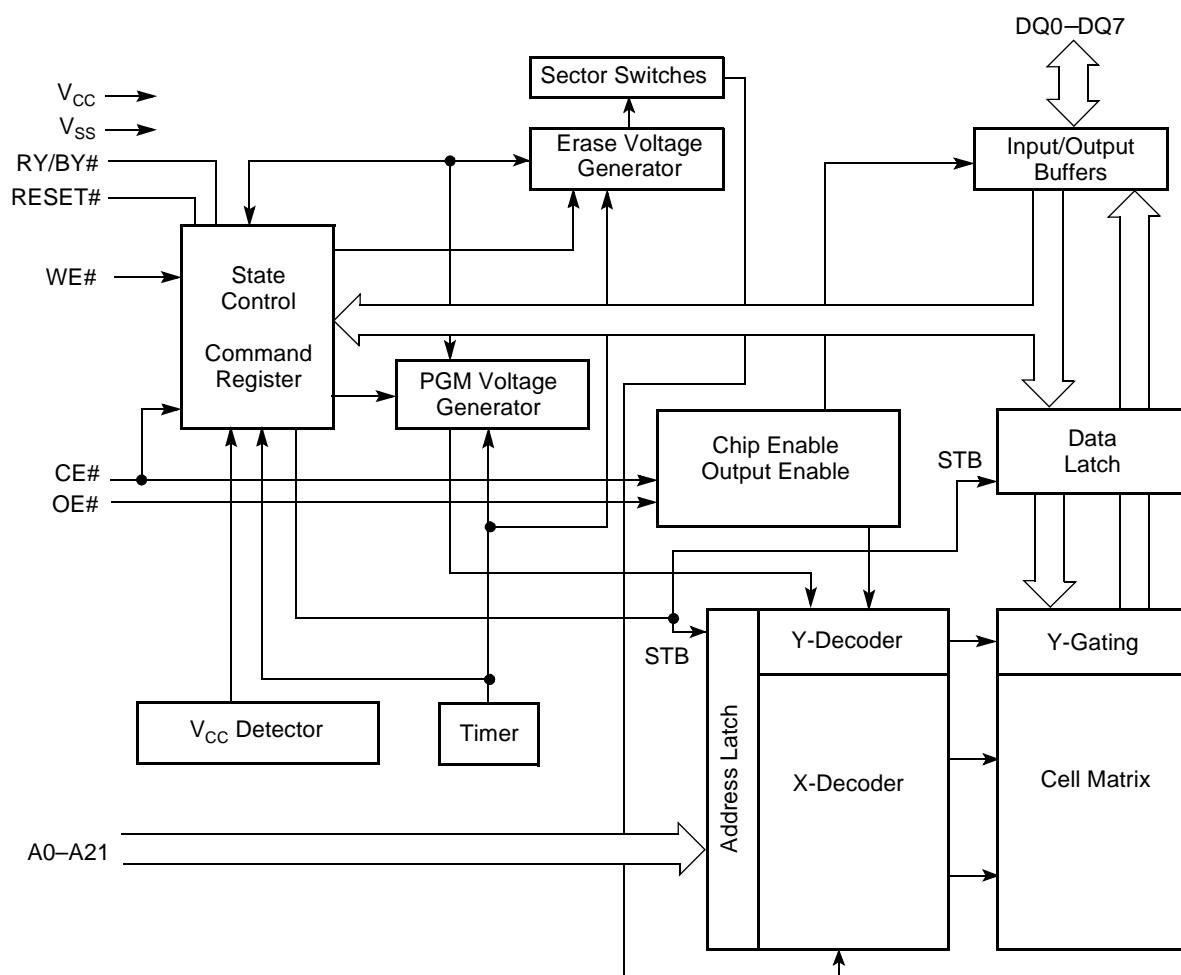 DQ0–DQ7
Sector Switches
VCC
VSS
Erase Voltage
Generator
Input/Output
Buffers
RY/BY#
RESET#
WE#
State
Control
Command
Register
PGM Voltage
Generator
Chip Enable
Output Enable
Data
Latch
STB
CE#
OE#
STB
Y-Decoder
Y-Gating
VCC Detector
Timer
Address Latch
X-Decoder
Cell Matrix
A0–A21